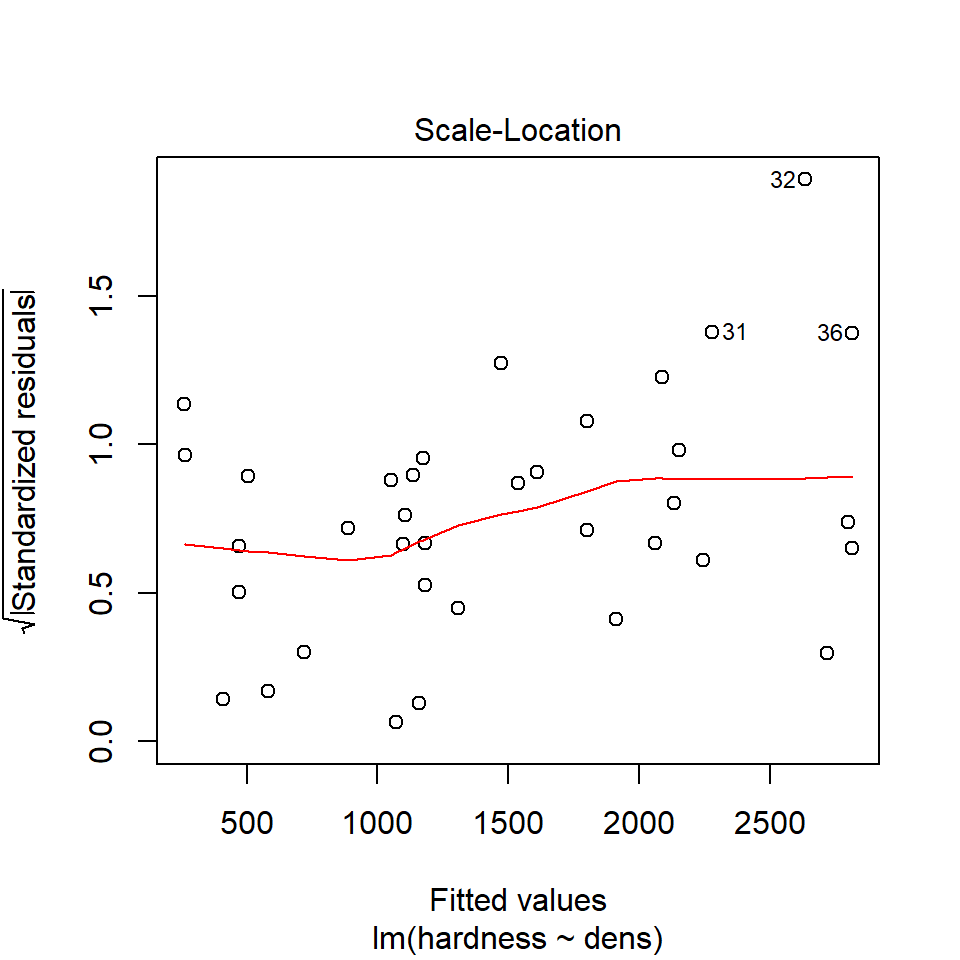 Scale-Location
√|Standardized residuals|
1.5
1.0
0.5
0.0
32
31
36
500 1000 1500 2000 2500
Fitted values
lm(hardness ~ dens)